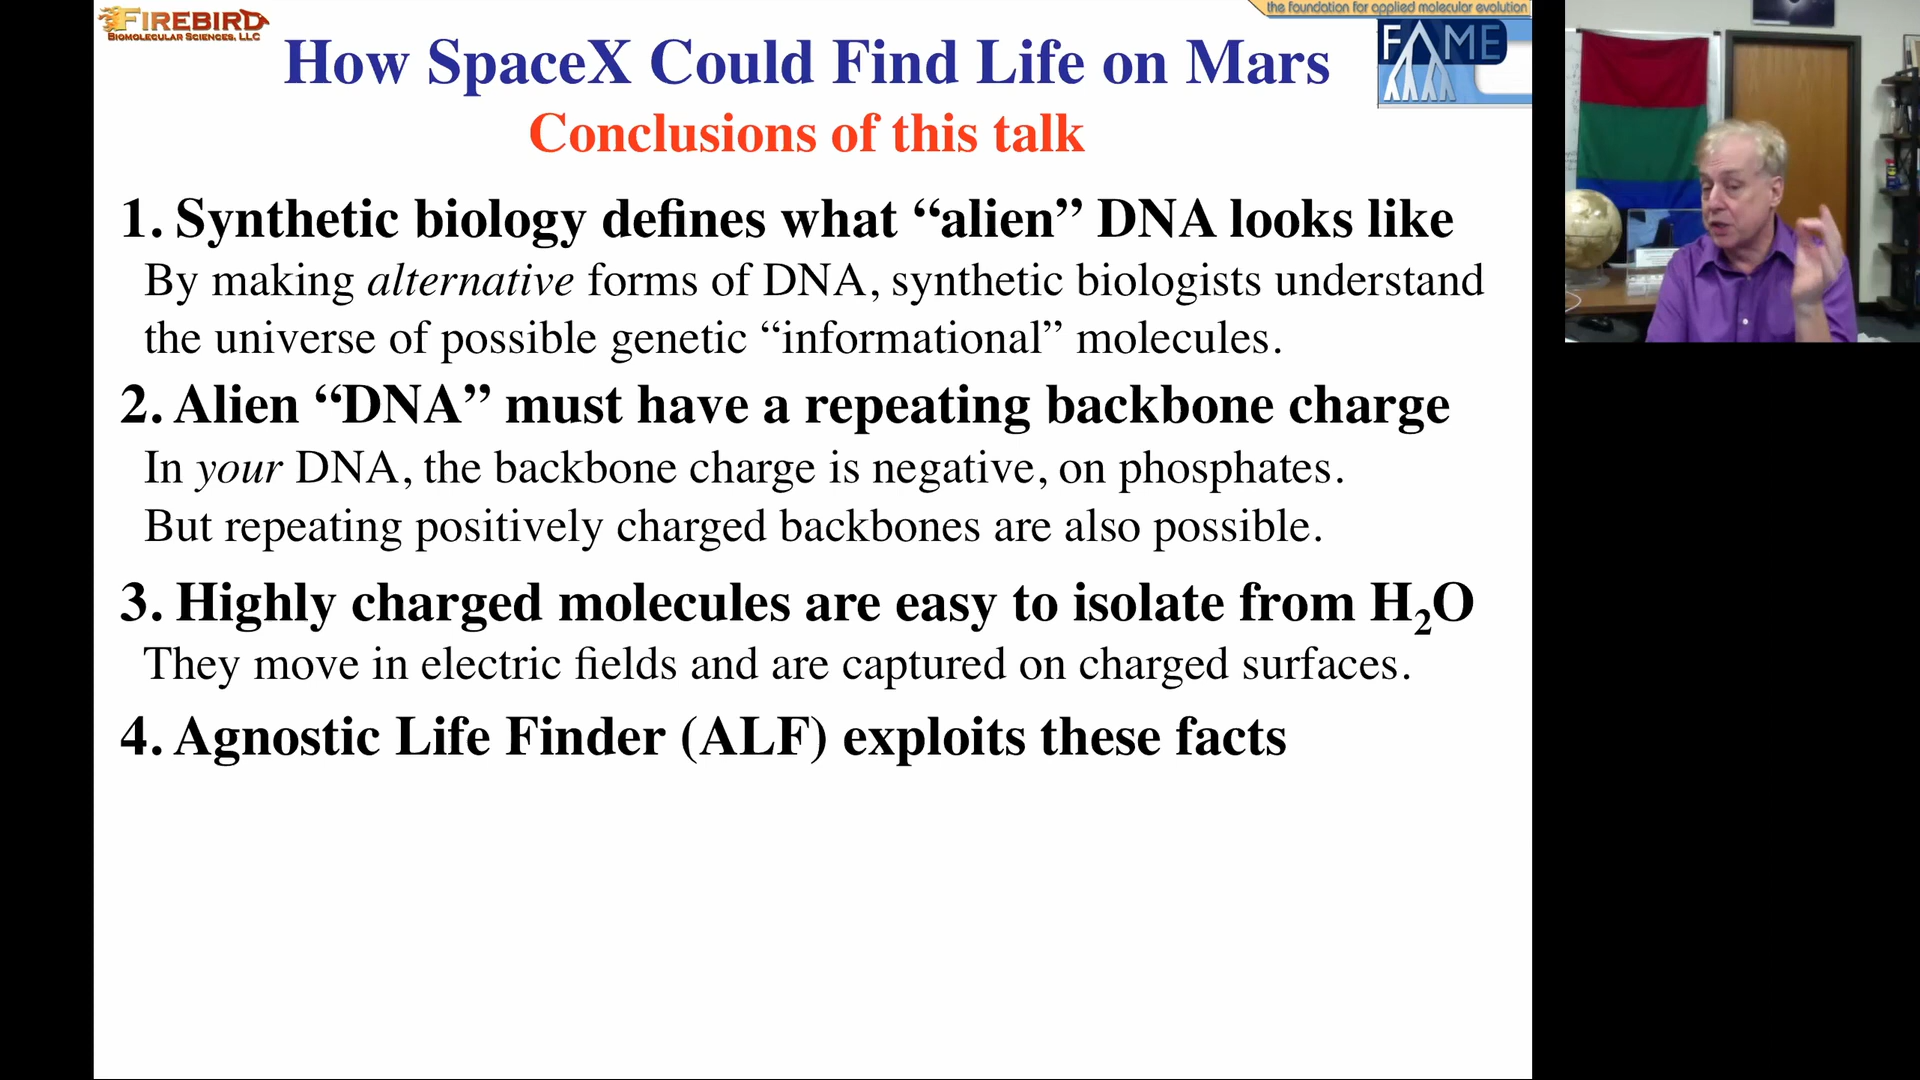 FIREBIRD
BIOMOLECULAR SCIENCES, LLC
the foundation for applied molecular evolution
FAME
How SpaceX Could Find Life on Mars
Conclusions of this talk
1. Synthetic biology defines what “alien” DNA looks like
By making alternative forms of DNA, synthetic biologists understand
the universe of possible genetic “informational” molecules.
2. Alien “DNA” must have a repeating backbone charge
In your DNA, the backbone charge is negative, on phosphates.
But repeating positively charged backbones are also possible.
3. Highly charged molecules are easy to isolate from H₂O
They move in electric fields and are captured on charged surfaces.
4. Agnostic Life Finder (ALF) exploits these facts